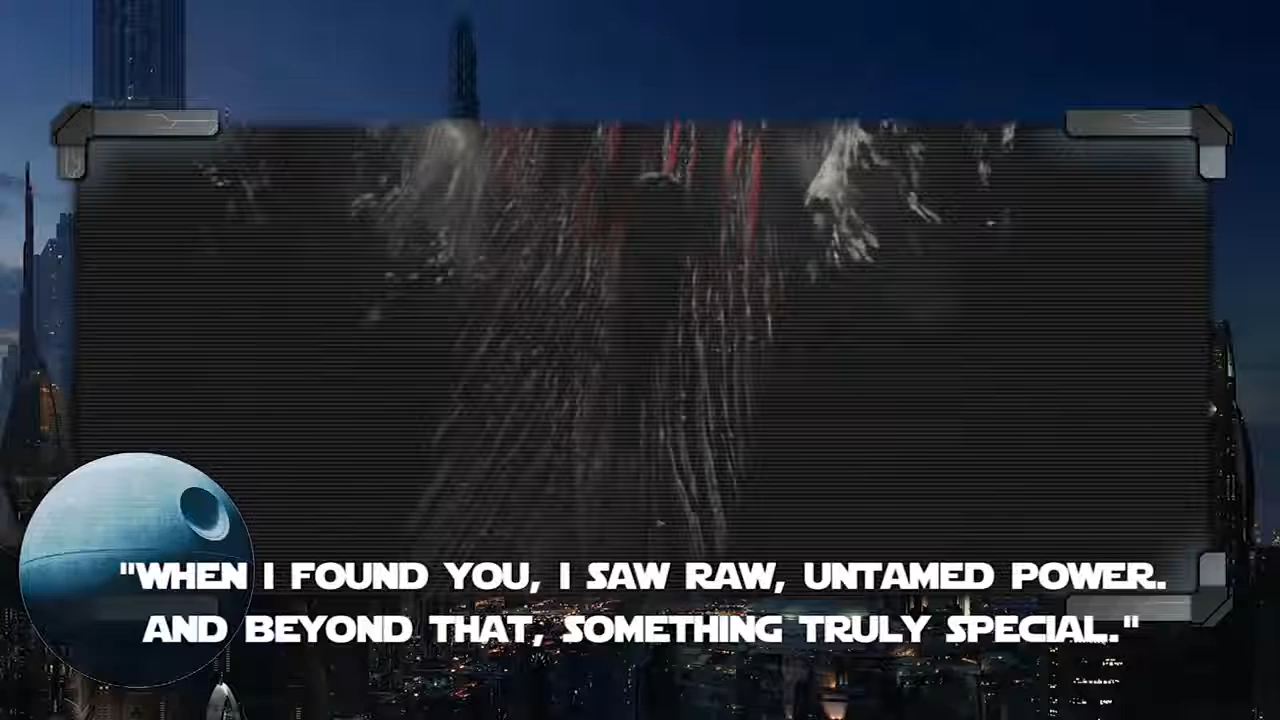 "WHEN I FOUND YOU, I SAW RAW, UNTAMED POWER.
AND BEYOND THAT, SOMETHING TRULY SPECIAL."